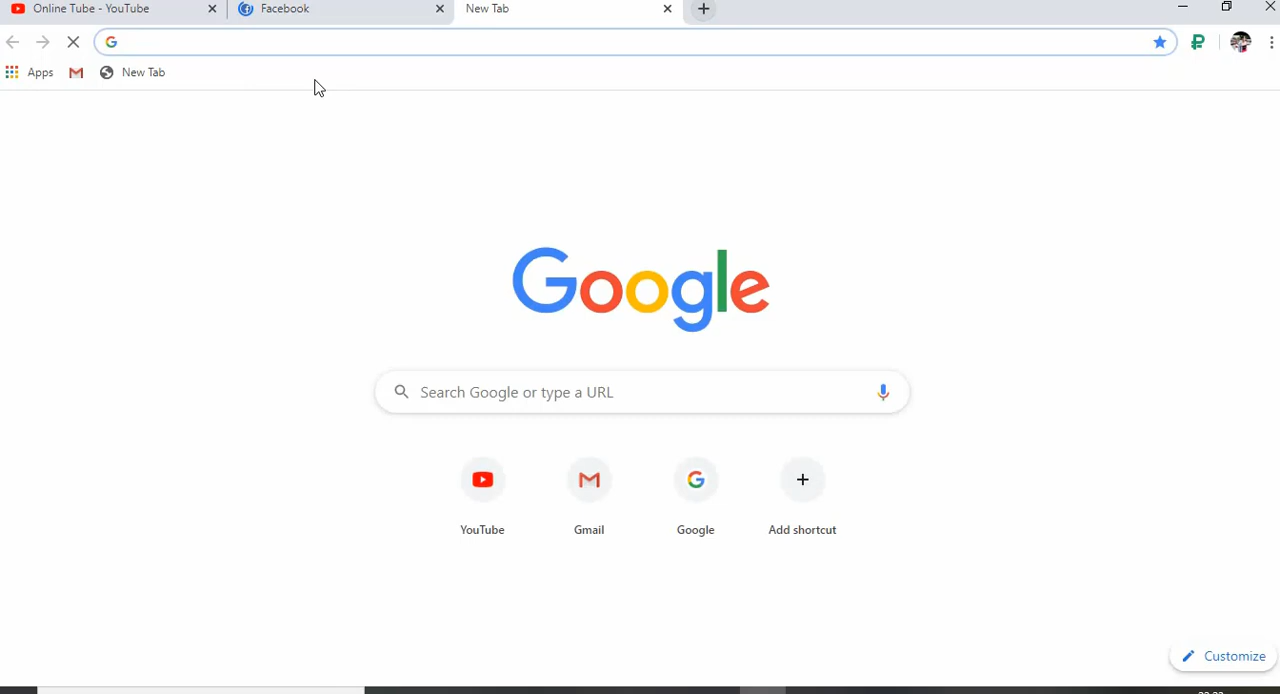 Online Tube - YouTube
Facebook
New Tab
Apps
New Tab
Google
Search Google or type a URL
YouTube
Gmail
Google
Add shortcut
Customize